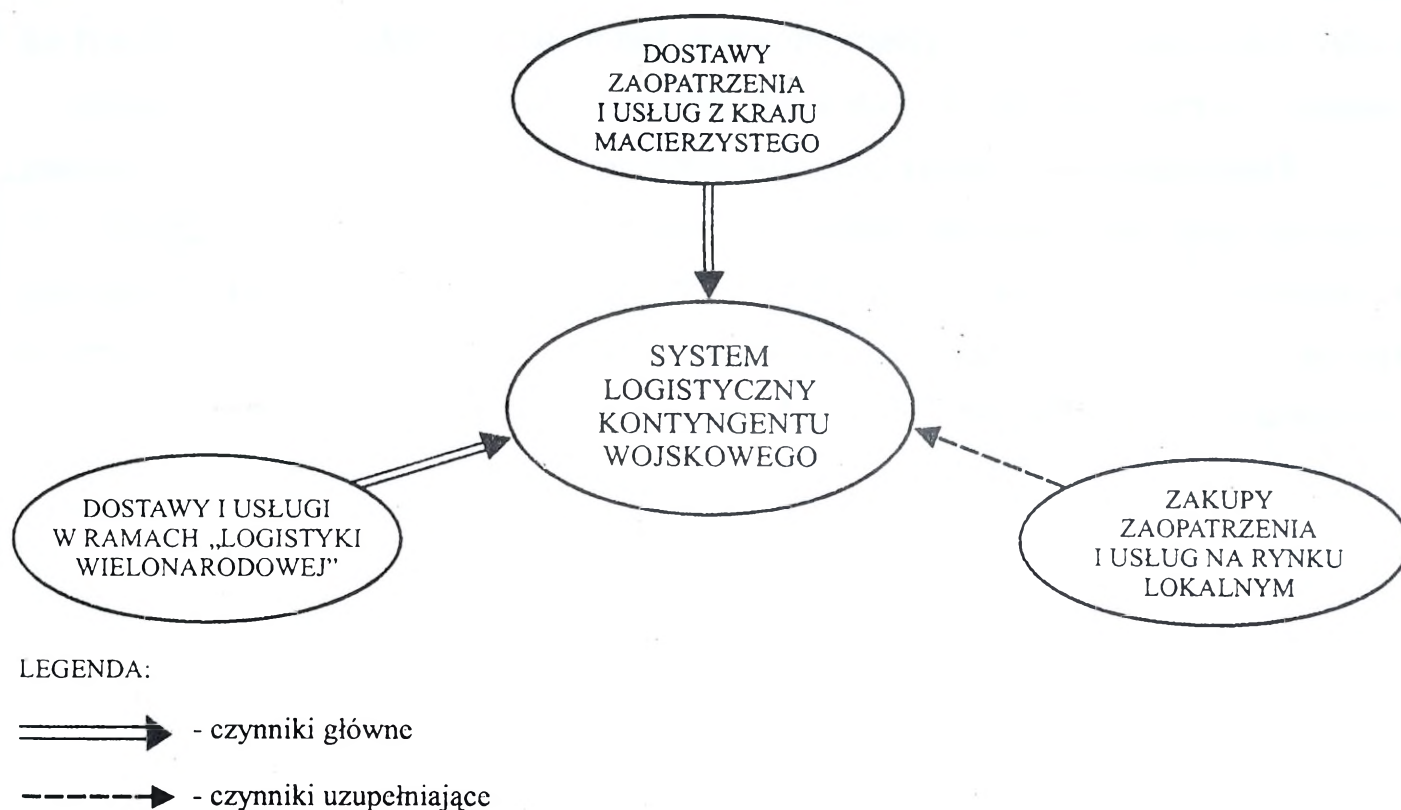 DOSTAWY
ZAOPATRZENIA
I USŁUG Z KRAJU
MACIERZYSTEGO
SYSTEM
LOGISTYCZNY
KONTYNGENTU
WOJSKOWEGO
DOSTAWY I USŁUGI
W RAMACH „LOGISTYKI
WIELONARODOWEJ”
ZAKUPY
ZAOPATRZENIA
I USŁUG NA RYNKU
LOKALNYM
LEGENDA:
- czynniki główne
- czynniki uzupełniające